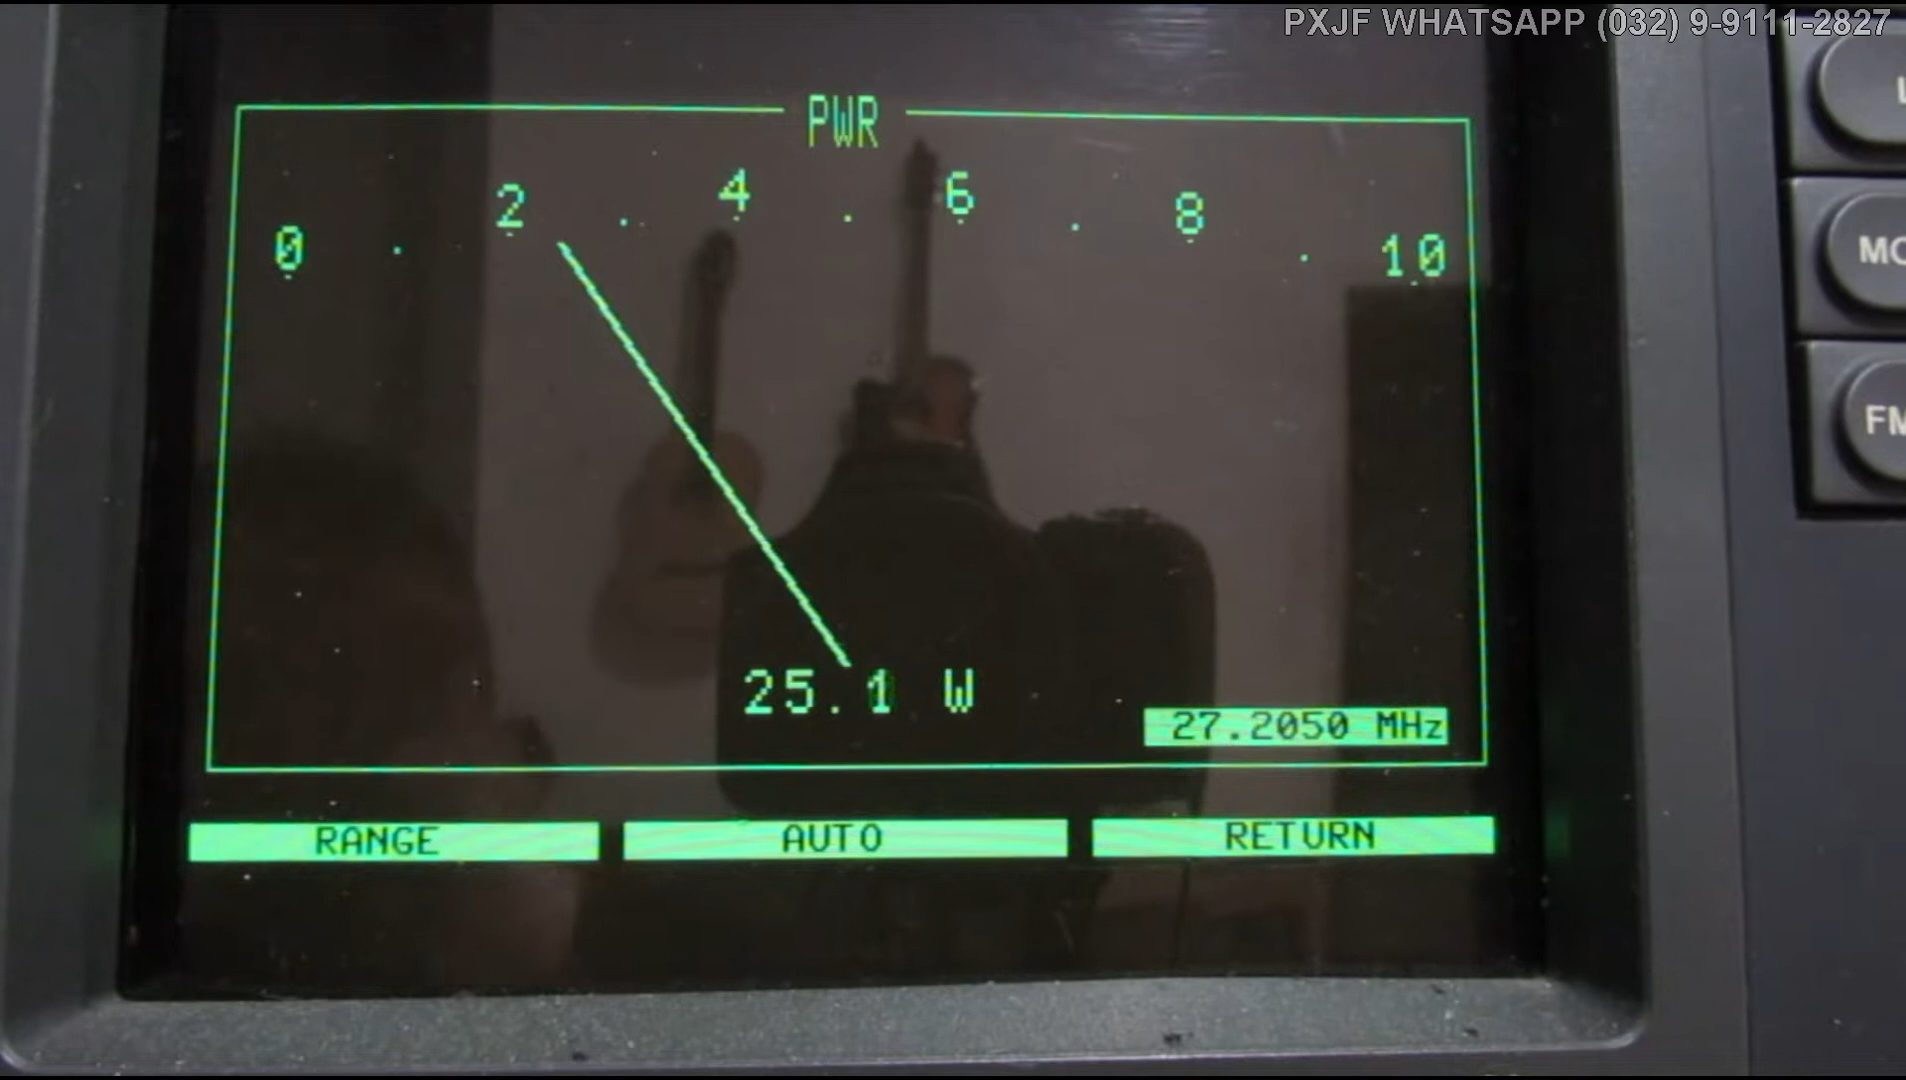 PXJF WHATSAPP (032) 9-9111-2827
PWR
0 2 4 6 8 10
25.1 W
27.2050 MHz
RANGE AUTO RETURN